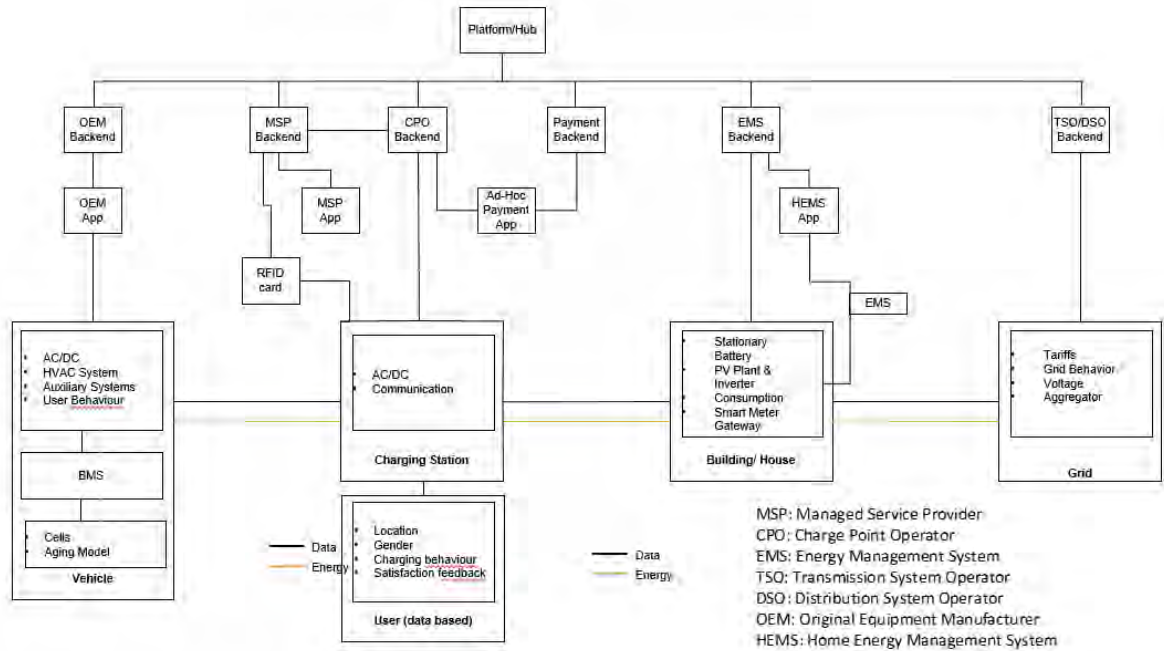 Platform/Hub
OEM
Backend
MSP
Backend
CPO
Backend
Payment
Backend
EMS
Backend
TSO/DSO
Backend
OEM
App
MSP
App
Ad-Hoc
Payment
App
HEMS
App
RFID
card
EMS
AC/DC
HVAC System
Auxiliary Systems
User Behaviour
BMS
Cells
Aging Model
Vehicle
AC/DC
Communication
Charging Station
Stationary
Battery
PV Plant &
Inverter
Consumption
Smart Meter
Gateway
Building/ House
Tariffs
Grid Behavior
Voltage
Aggregator
Grid
Location
Gender
Charging behaviour
Satisfaction feedback
User (data based)
Data
Energy
Data
Energy
MSP: Managed Service Provider
CPO: Charge Point Operator
EMS: Energy Management System
TSO: Transmission System Operator
DSO: Distribution System Operator
OEM: Original Equipment Manufacturer
HEMS: Home Energy Management System